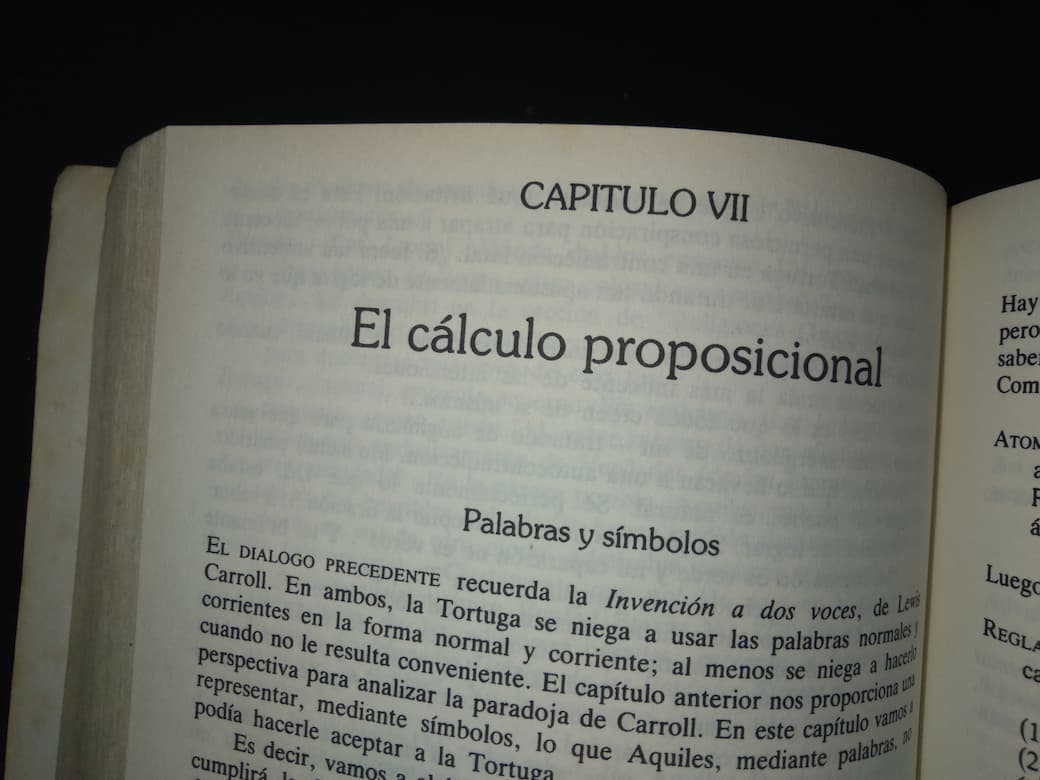 CAPITULO VII
El cálculo proposicional
Palabras y símbolos
EL DIALOGO PRECEDENTE recuerda la Invención a dos voces, de Lewis
Carroll. En ambos, la Tortuga se niega a usar las palabras normales y
corrientes en la forma normal y corriente; al menos se niega a hacerlo
cuando no le resulta conveniente. El capítulo anterior nos proporciona una
perspectiva para analizar la paradoja de Carroll. En este capítulo vamos a
representar, mediante símbolos, lo que Aquiles, mediante palabras, no
podía hacerle aceptar a la Tortuga.
Es decir, vamos a
cumplirá
Hay
pero
saber
Com
ATOM
a
F
á
Luego
REGLA
ca
(1
(2